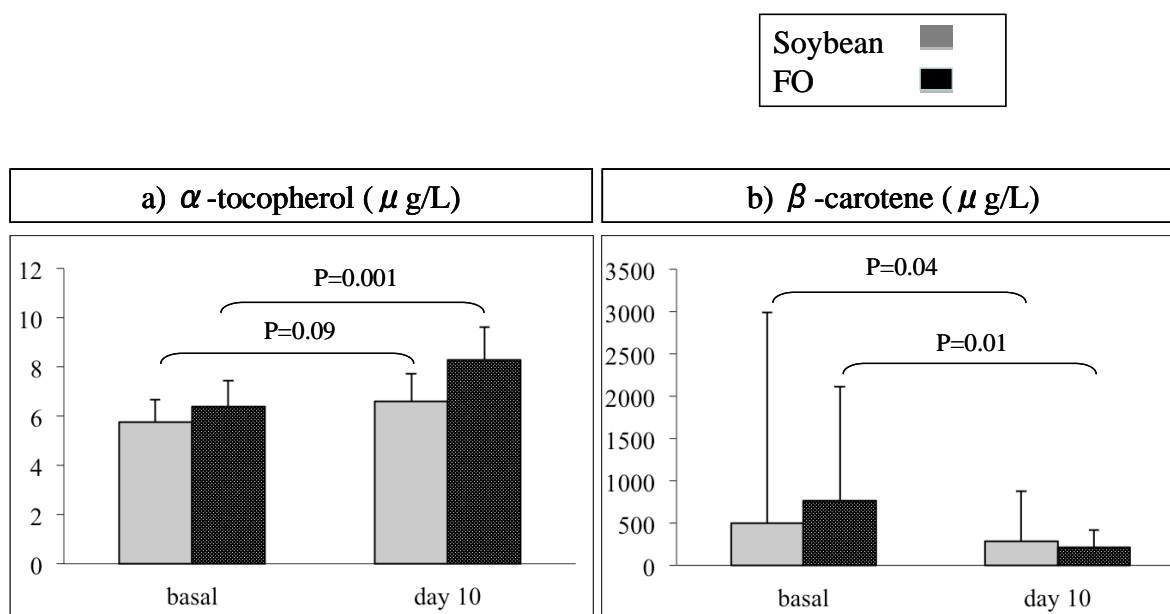 Soybean
FO
a) α-tocopherol ( μ g/L)
b) β-carotene ( μ g/L)
12
10
8
6
4
2
0
P=0.001
P=0.09
basal
day 10
3500
3000
2500
2000
1500
1000
500
0
P=0.04
P=0.01
basal
day 10